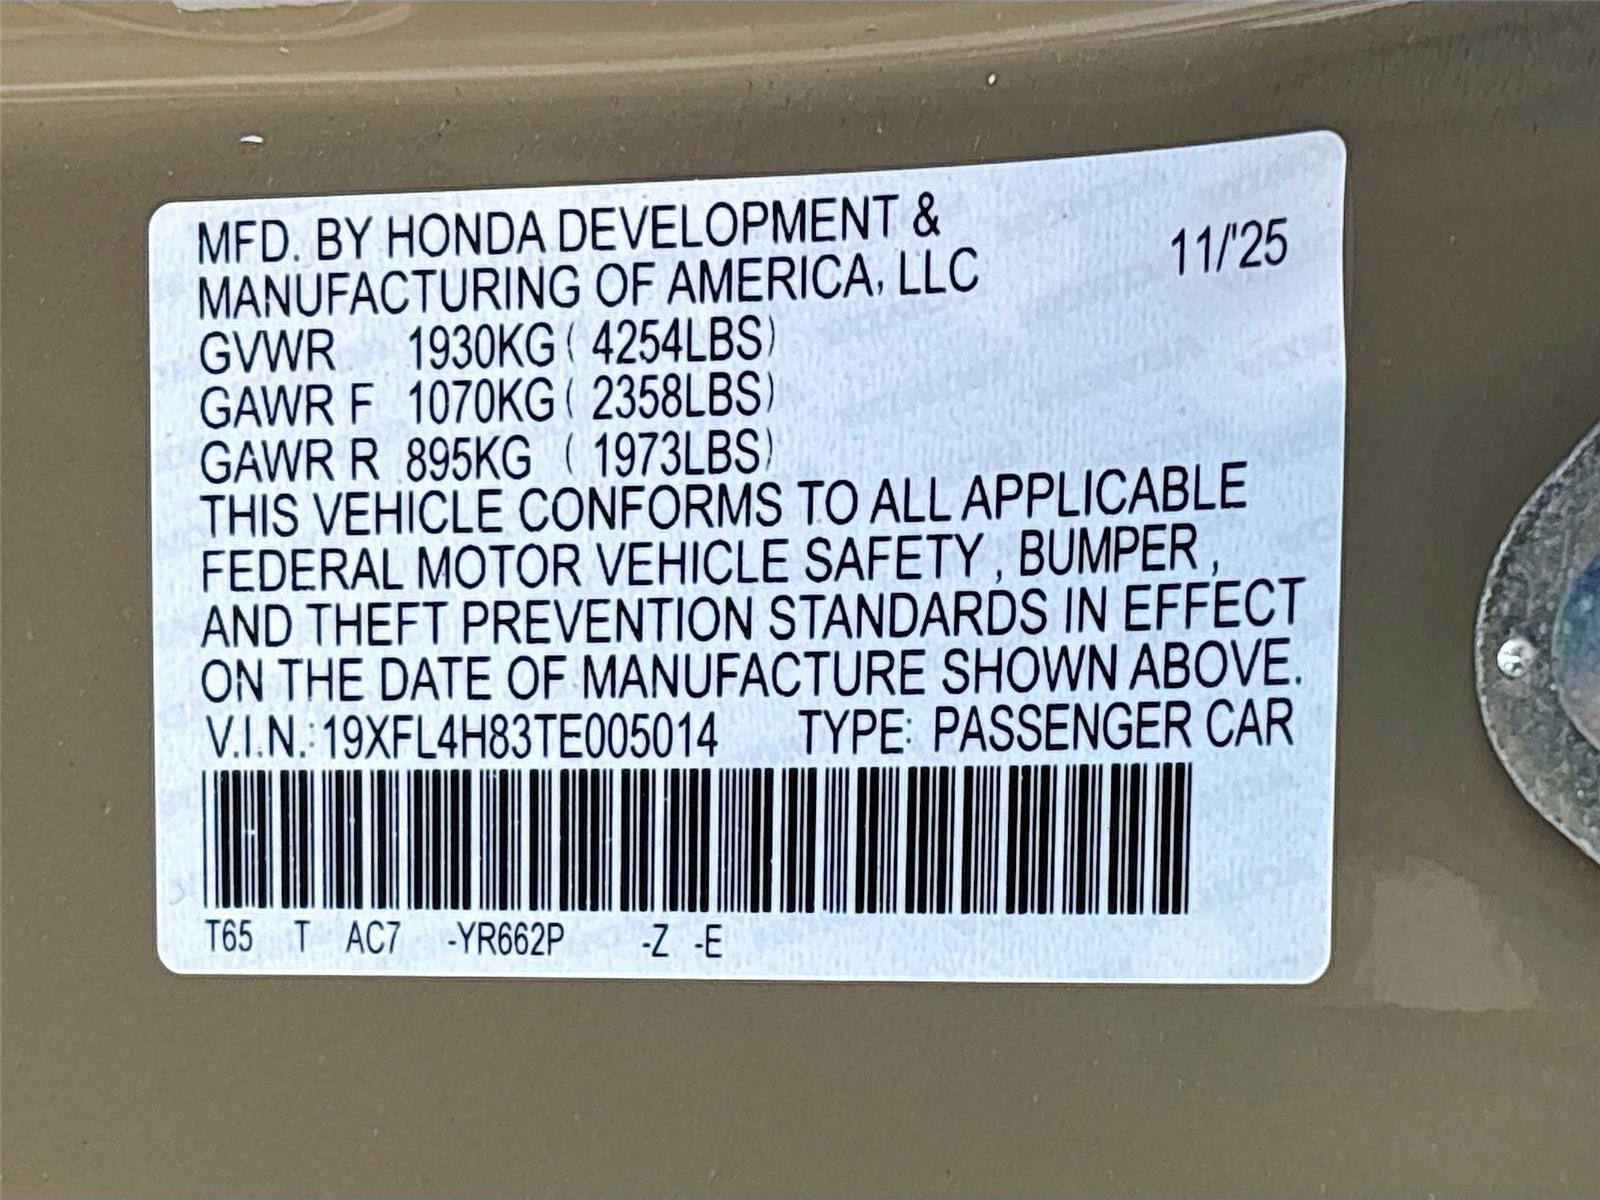 MFD. BY HONDA DEVELOPMENT &
MANUFACTURING OF AMERICA, LLC 11/'25
GVWR 1930KG ( 4254LBS)
GAWR F 1070KG ( 2358LBS)
GAWR R 895KG ( 1973LBS)
THIS VEHICLE CONFORMS TO ALL APPLICABLE
FEDERAL MOTOR VEHICLE SAFETY , BUMPER ,
AND THEFT PREVENTION STANDARDS IN EFFECT
ON THE DATE OF MANUFACTURE SHOWN ABOVE.
V.I.N.: 19XFL4H83TE005014 TYPE: PASSENGER CAR
T65 T AC7 -YR662P -Z -E